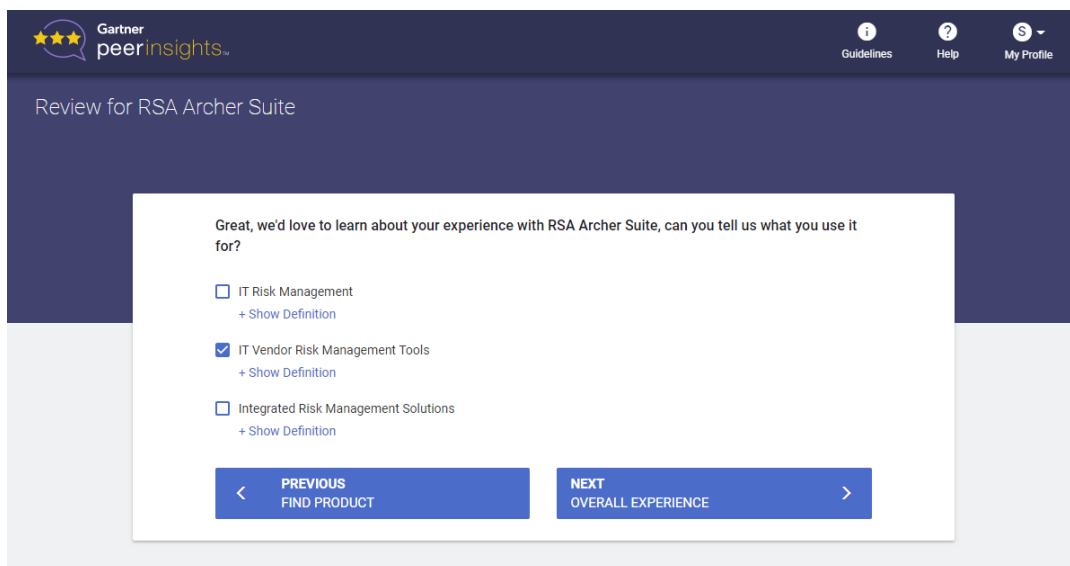 Gartner
peerinsights™
Guidelines
Help
S
My Profile
Review for RSA Archer Suite
Great, we'd love to learn about your experience with RSA Archer Suite, can you tell us what you use it
for?
IT Risk Management
+ Show Definition
IT Vendor Risk Management Tools
+ Show Definition
Integrated Risk Management Solutions
+ Show Definition
PREVIOUS
FIND PRODUCT
NEXT
OVERALL EXPERIENCE